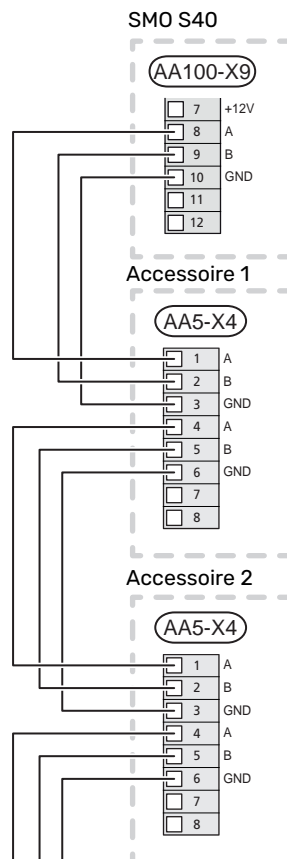 SMO S40
AA100-X9
7 +12V
8 A
9 B
10 GND
11
12
Accessoire 1
AA5-X4
1 A
2 B
3 GND
4 A
5 B
6 GND
7
8
Accessoire 2
AA5-X4
1 A
2 B
3 GND
4 A
5 B
6 GND
7
8